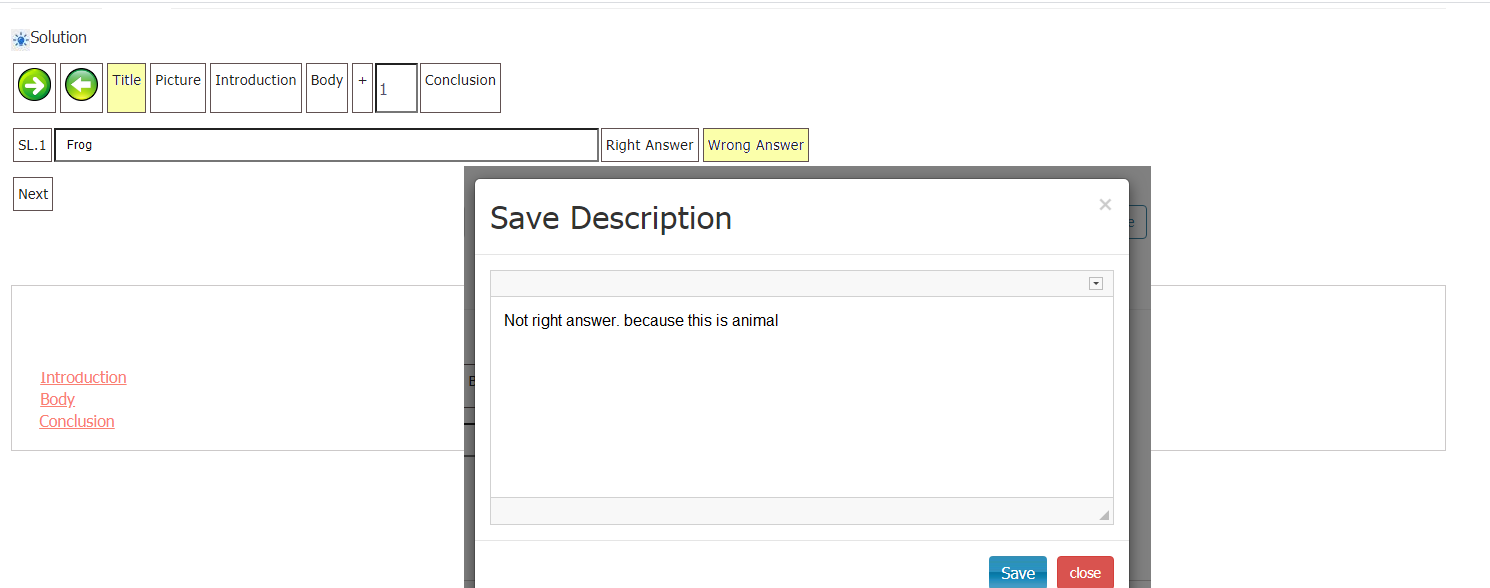 Solution
Title Picture Introduction Body + 1 Conclusion
SL.1 Frog Right Answer Wrong Answer
Next
Save Description ×
e
Not right answer. because this is animal
Introduction
Body
Conclusion
Save close